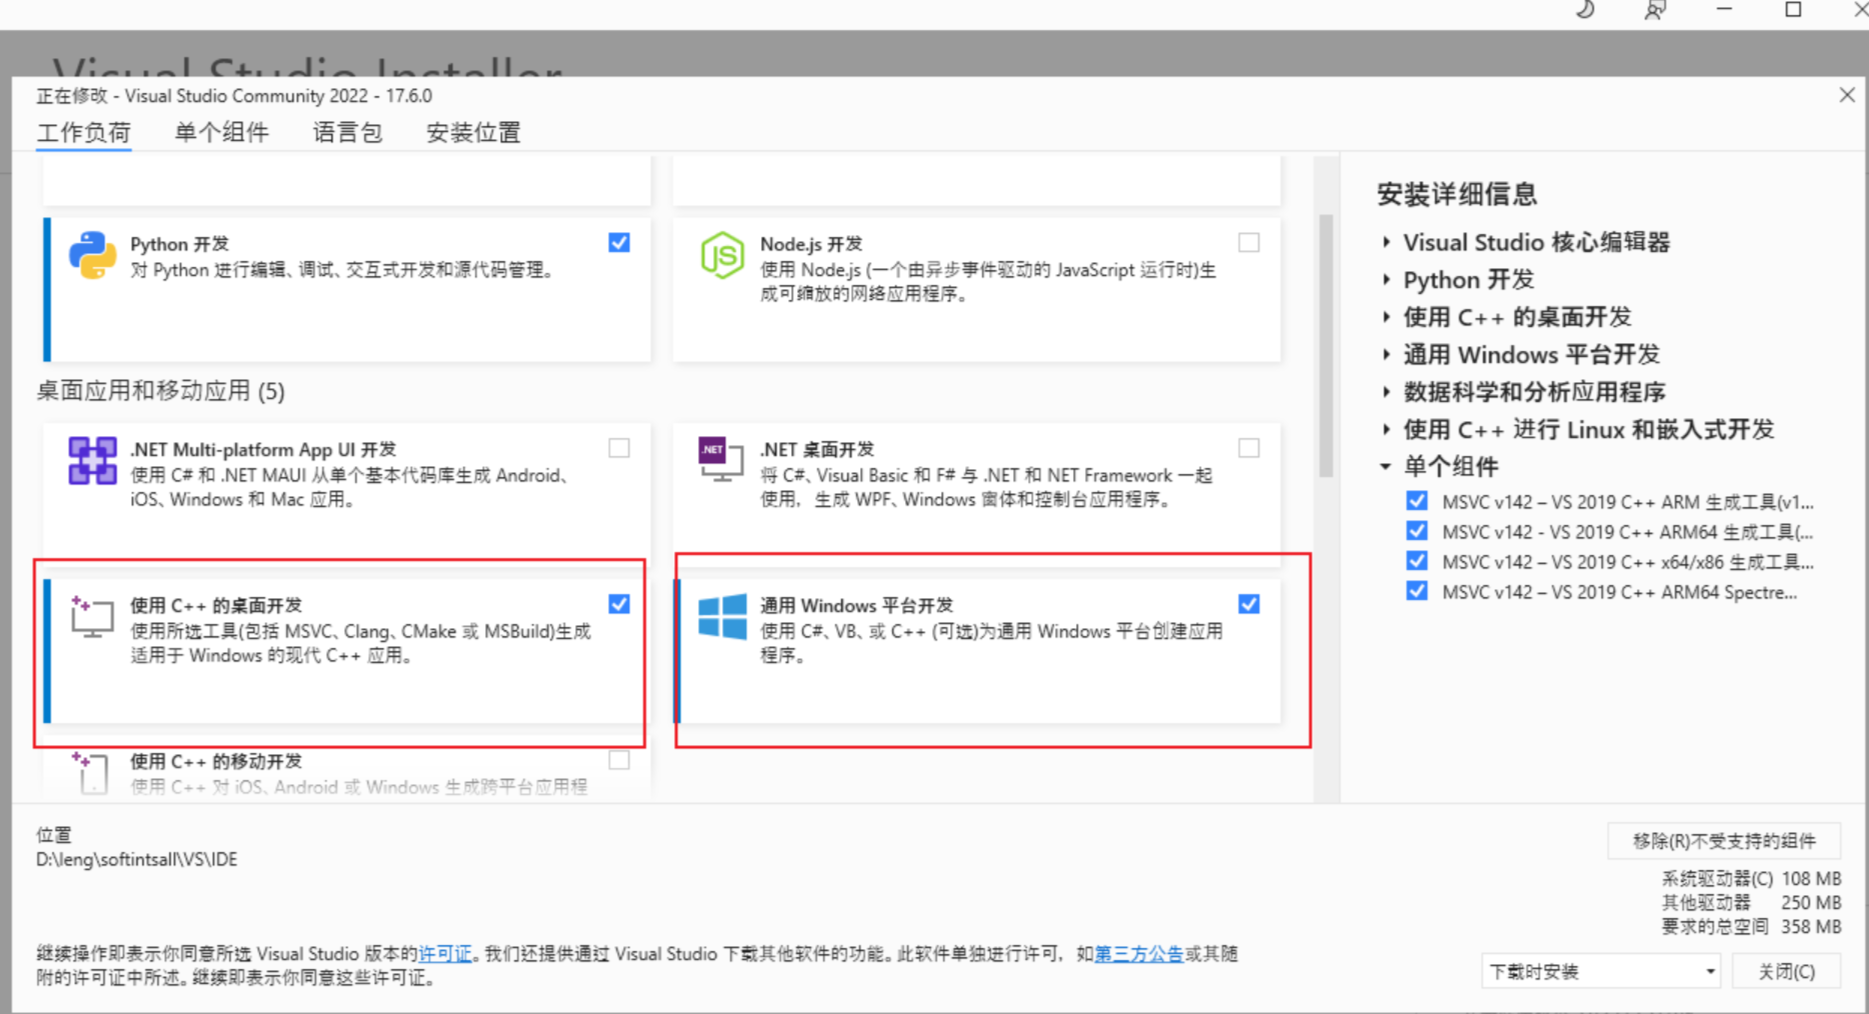 Visual Studio Installer
正在修改 - Visual Studio Community 2022 - 17.6.0
工作负荷 单个组件 语言包 安装位置
Python 开发
对 Python 进行编辑、调试、交互式开发和源代码管理。
Node.js 开发
使用 Node.js (一个由异步事件驱动的 JavaScript 运行时)生
成可缩放的网络应用程序。
桌面应用和移动应用 (5)
.NET Multi-platform App UI 开发
使用 C# 和 .NET MAUI 从单个基本代码库生成 Android、
iOS、Windows 和 Mac 应用。
.NET
.NET 桌面开发
将 C#、Visual Basic 和 F# 与 .NET 和 NET Framework 一起
使用，生成 WPF、Windows 窗体和控制台应用程序。
使用 C++ 的桌面开发
使用所选工具(包括 MSVC、Clang、CMake 或 MSBuild)生成
适用于 Windows 的现代 C++ 应用。
通用 Windows 平台开发
使用 C#、VB、或 C++ (可选)为通用 Windows 平台创建应用
程序。
使用 C++ 的移动开发
使用 C++ 对 iOS、Android 或 Windows 生成跨平台应用程
安装详细信息
Visual Studio 核心编辑器
Python 开发
使用 C++ 的桌面开发
通用 Windows 平台开发
数据科学和分析应用程序
使用 C++ 进行 Linux 和嵌入式开发
单个组件
MSVC v142 – VS 2019 C++ ARM 生成工具(v1...
MSVC v142 - VS 2019 C++ ARM64 生成工具(...
MSVC v142 – VS 2019 C++ x64/x86 生成工具...
MSVC v142 – VS 2019 C++ ARM64 Spectre...
位置
D:\leng\softintsall\VS\IDE
移除(R)不受支持的组件
系统驱动器(C) 108 MB
其他驱动器 250 MB
要求的总空间 358 MB
继续操作即表示你同意所选 Visual Studio 版本的许可证。我们还提供通过 Visual Studio 下载其他软件的功能。此软件单独进行许可，如第三方公告或其随
附的许可证中所述。继续即表示你同意这些许可证。
下载时安装
关闭(C)